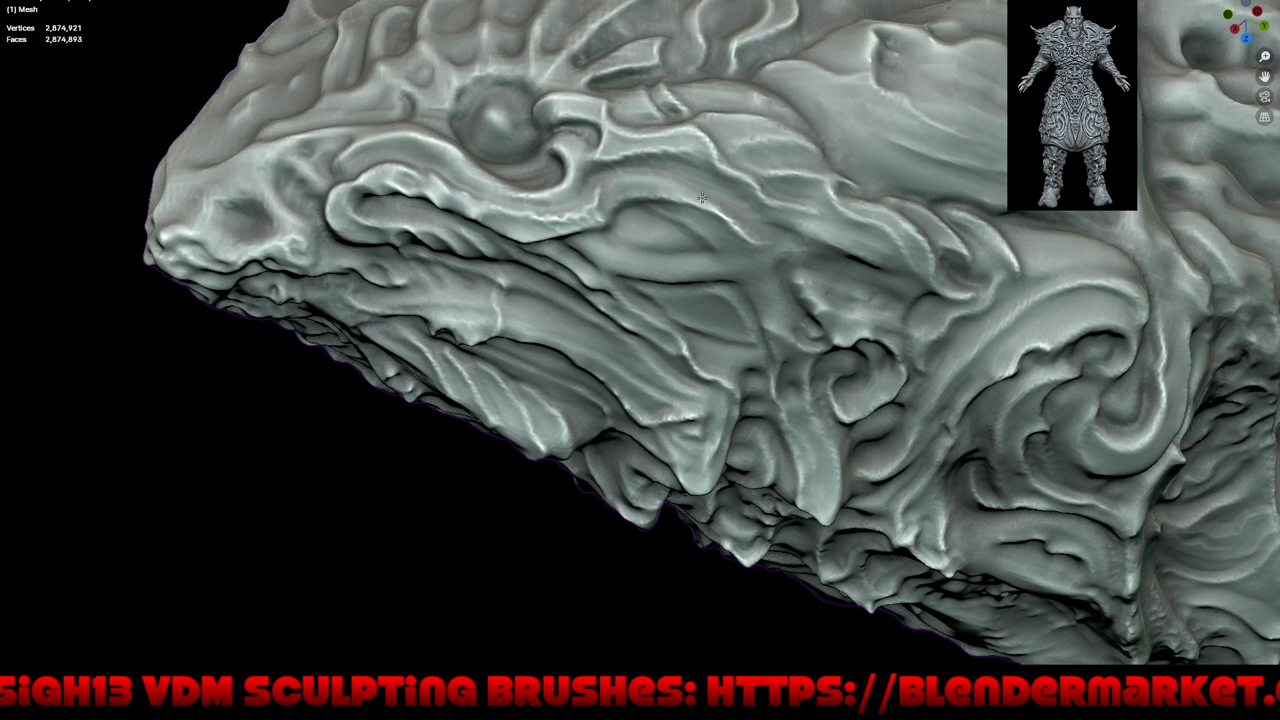 (1) Mesh
Vertices 2,874,921
Faces 2,874,893
X
Y
Z
SiGH13 VDM SCULPTiNG BRUSHES: HTTPS://BLENDERMARKET.